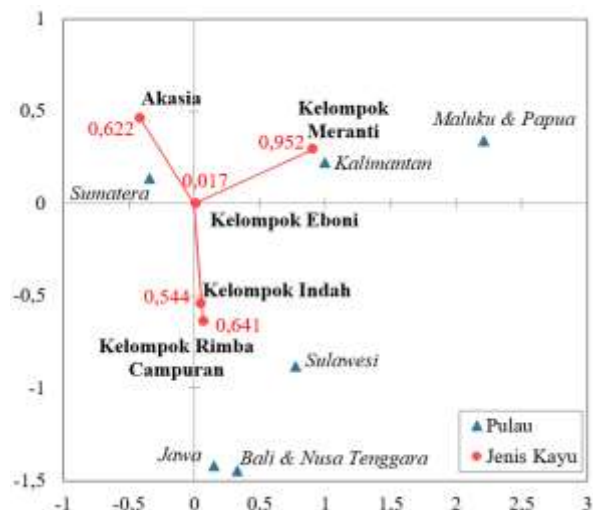 1
Akasia
Kelompok
Meranti
0,5
Maluku & Papua
0,622
0,952
Kalimantan
0,017
Sumatera
0
Kelompok Eboni
0,544
Kelompok Indah
-0,5
0,641
Kelompok Rimba
Campuran
Sulawesi
-1
Pulau
Jawa
Bali & Nusa Tenggara
Jenis Kayu
-1,5
-1 -0,5 0 0,5 1 1,5 2 2,5 3